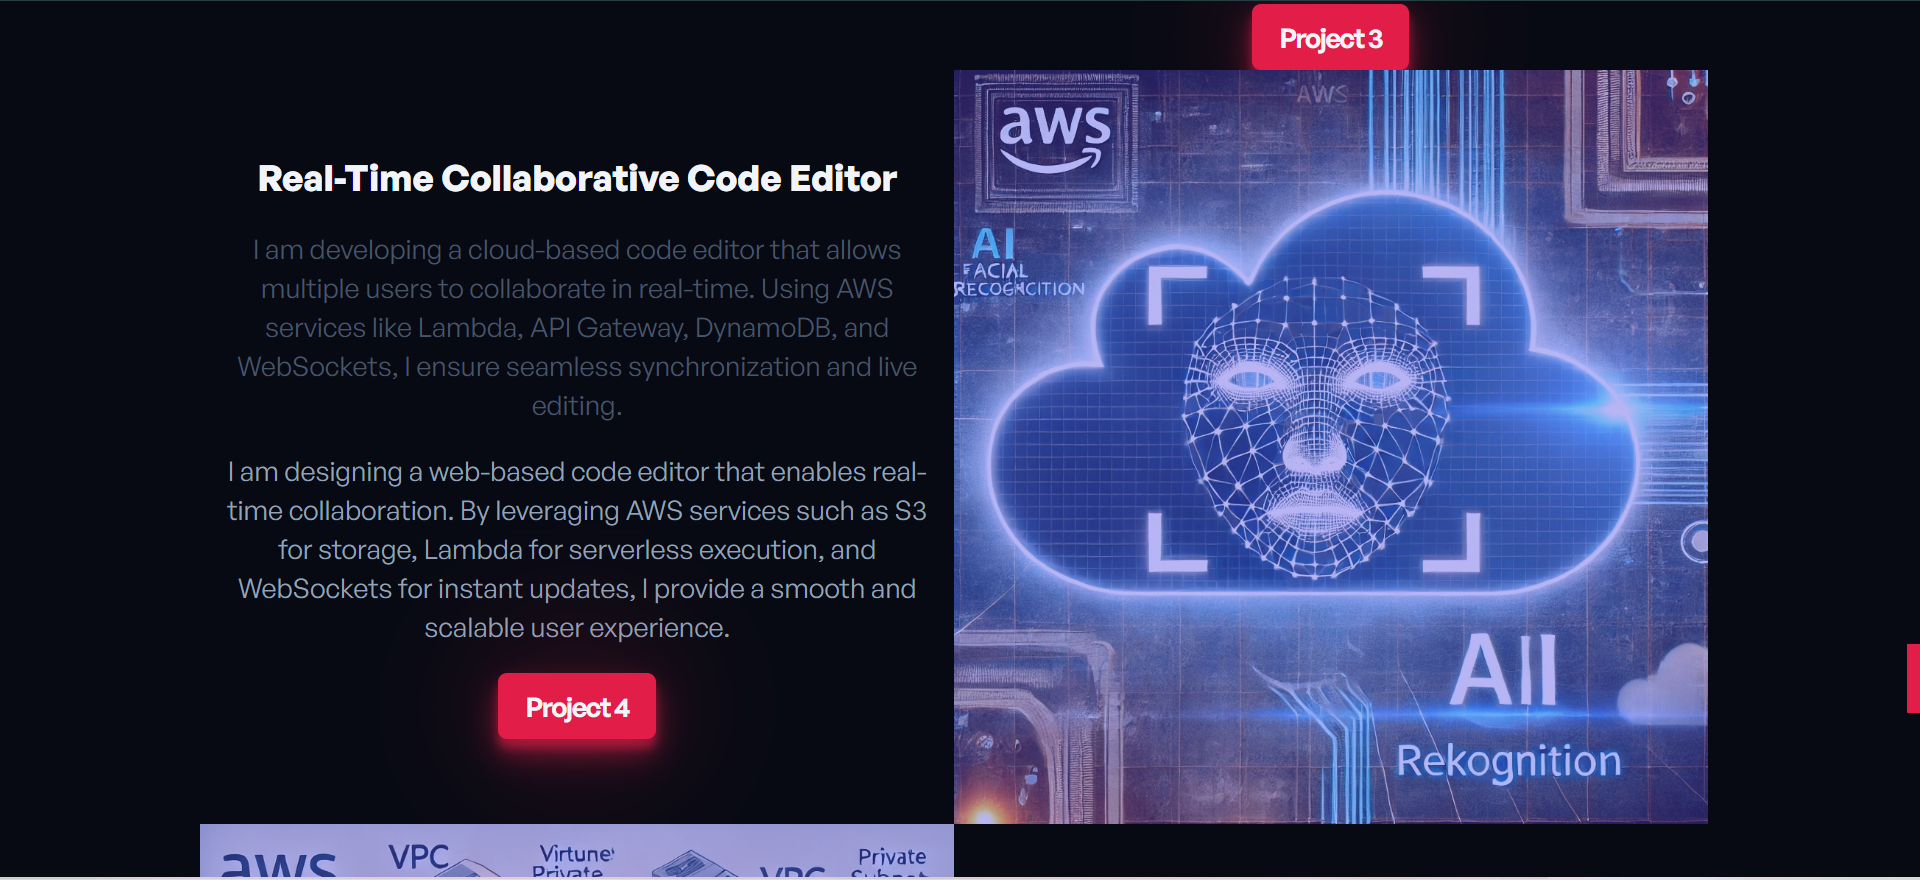 Project 3
Real-Time Collaborative Code Editor
I am developing a cloud-based code editor that allows
multiple users to collaborate in real-time. Using AWS
services like Lambda, API Gateway, DynamoDB, and
WebSockets, I ensure seamless synchronization and live
editing.
I am designing a web-based code editor that enables real-
time collaboration. By leveraging AWS services such as S3
for storage, Lambda for serverless execution, and
WebSockets for instant updates, I provide a smooth and
scalable user experience.
Project 4
aws
AWS
AI
FACIAL
RECOGHCITION
All
Rekognition
aws
VPC
Virtune
Private
VPC
Private
Subnet